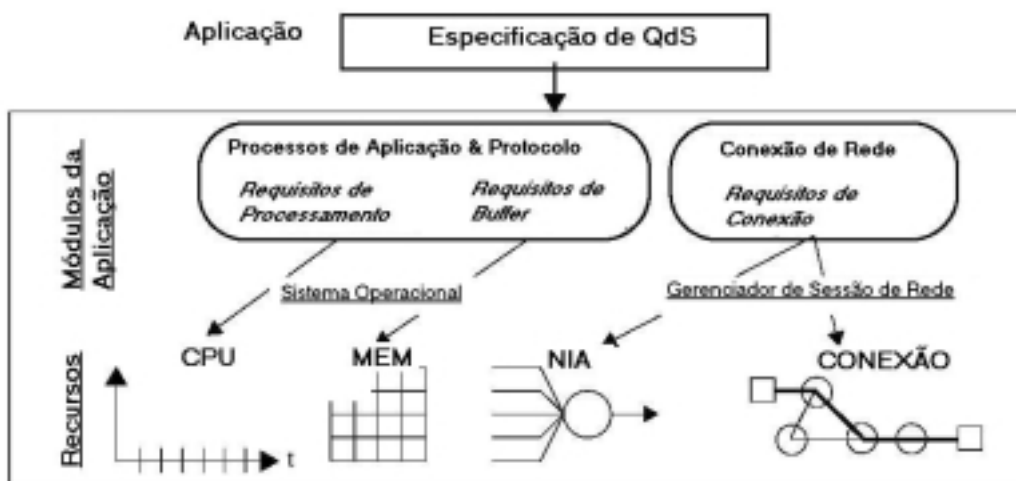 Aplicação
Especificação de QdS
Módulos da
Aplicação
Processos de Aplicação & Protocolo
Requisitos de
Processamento
Requisitos de
Buffer
Conexão de Rede
Requisitos de
Conexão
Sistema Operacional
Gerenciador de Sessão de Rede
Recursos
CPU
MEM
NIA
CONEXÃO
t